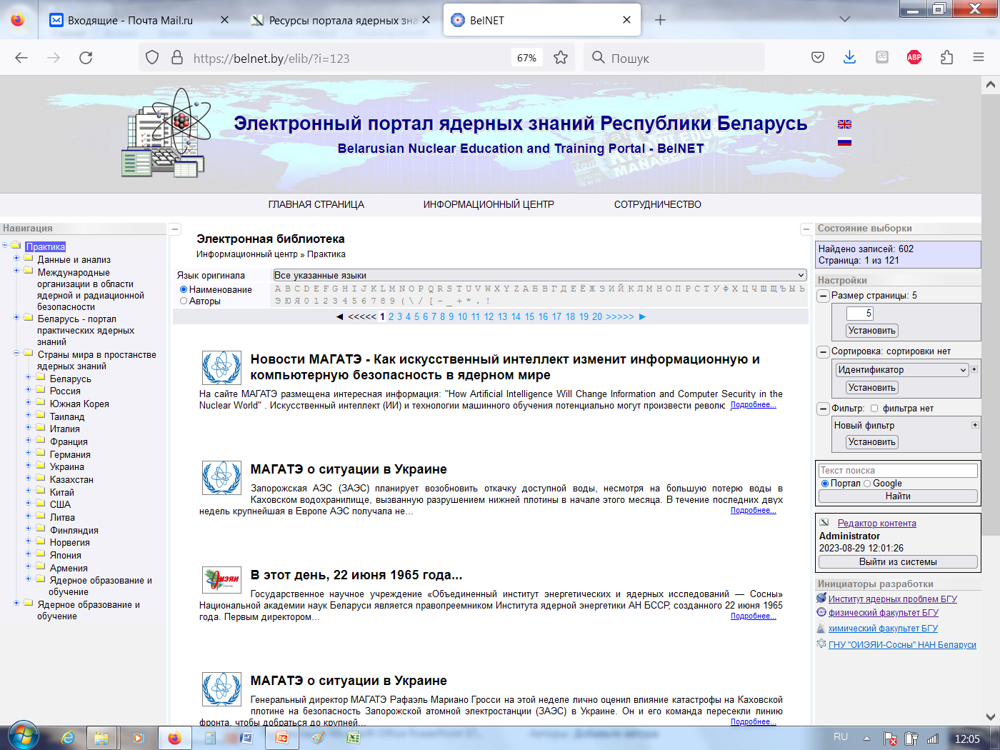 Входящие - Почта Mail.ru
Ресурсы портала ядерных зна
BelNET
https://belnet.by/elib/?i=123
67%
Пошук
ABP
Электронный портал ядерных знаний Республики Беларусь
Belarusian Nuclear Education and Training Portal - BelNET
ГЛАВНАЯ СТРАНИЦА
ИНФОРМАЦИОННЫЙ ЦЕНТР
СОТРУДНИЧЕСТВО
Навигация
Практика
Данные и анализ
Международные
организации в области
ядерной и радиационной
безопасности
Беларусь - портал
практических ядерных
знаний
Страны мира в простанстве
ядерных знаний
Беларусь
Россия
Южная Корея
Таиланд
Италия
Франция
Германия
Украина
Казахстан
Китай
США
Литва
Финляндия
Норвегия
Япония
Армения
Ядерное образование и
обучение
Ядерное образование и
обучение
Электронная библиотека
Информационный центр » Практика
Язык оригинала
Все указанные языки
Наименование
Авторы
A B C D E F G H I J K L M N O P Q R S T U V W X Y Z А Б В Г Д Е Ё Ж З И Й К Л М Н О П Р С Т У Ф Х Ц Ч Ш Щ Ъ Ы Ь
Э Ю Я 0 1 2 3 4 5 6 7 8 9 ( \ / [ - _ + * . !
◄ <<<<< 1 2 3 4 5 6 7 8 9 10 11 12 13 14 15 16 17 18 19 20 >>>>> ►
Новости МАГАТЭ - Как искусственный интеллект изменит информационную и
компьютерную безопасность в ядерном мире
На сайте МАГАТЭ размещена интересная информация: "How Artificial Intelligence Will Change Information and Computer Security in the
Nuclear World" . Искусственный интеллект (ИИ) и технологии машинного обучения потенциально могут произвести револю
Подробнее...
МАГАТЭ о ситуации в Украине
Запорожская АЭС (ЗАЭС) планирует возобновить откачку доступной воды, несмотря на большую потерю воды в
Каховском водохранилище, вызванную разрушением нижней плотины в начале этого месяца. В течение последних двух
недель крупнейшая в Европе АЭС получала не...
Подробнее...
ОИЭЯИ
СОСНЫ
В этот день, 22 июня 1965 года...
Государственное научное учреждение «Объединенный институт энергетических и ядерных исследований — Сосны»
Национальной академии наук Беларуси является правопреемником Института ядерной энергетики АН БССР, созданного 22 июня 1965
года. Первым директором...
Подробнее...
МАГАТЭ о ситуации в Украине
Генеральный директор МАГАТЭ Рафаэль Мариано Гросси на этой неделе лично оценил влияние катастрофы на Каховской
плотине на безопасность Запорожской атомной электростанции (ЗАЭС) в Украине. Он и его команда пересекли линию
фронта, чтобы добраться до крупней...
Подробнее...
Состояние выборки
Найдено записей: 602
Страница: 1 из 121
Настройки
Размер страницы: 5
5
Установить
Сортировка: сортировки нет
Идентификатор
Установить
Фильтр: фильтра нет
Новый фильтр
Установить
Текст поиска
Портал Google
Найти
Редактор контента
Administrator
2023-08-29 12:01:26
Выйти из системы
Инициаторы разработки
Институт ядерных проблем БГУ
физический факультет БГУ
химический факультет БГУ
ГНУ "ОИЭЯИ-Сосны" НАН Беларуси
RU
12:05